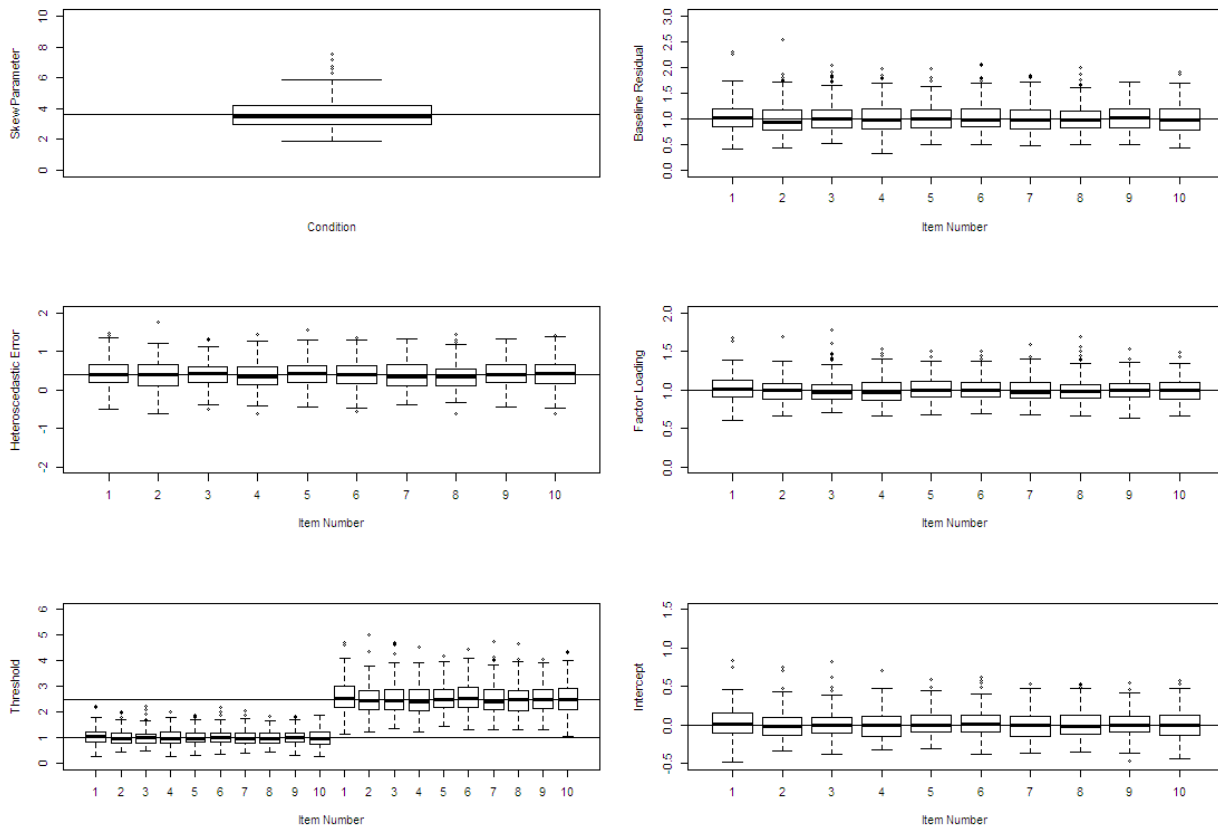 Skew Parameter
10
8
6
4
2
0
Condition
Baseline Residual
3.0
2.5
2.0
1.5
1.0
0.5
0.0
1 2 3 4 5 6 7 8 9 10
Item Number
Heteroscedastic Error
2
1
0
-1
-2
1 2 3 4 5 6 7 8 9 10
Item Number
Factor Loading
2.0
1.5
1.0
0.5
0.0
1 2 3 4 5 6 7 8 9 10
Item Number
Threshold
6
5
4
3
2
1
0
1 2 3 4 5 6 7 8 9 10 1 2 3 4 5 6 7 8 9 10
Item Number
Intercept
1.5
1.0
0.5
0.0
-0.5
1 2 3 4 5 6 7 8 9 10
Item Number